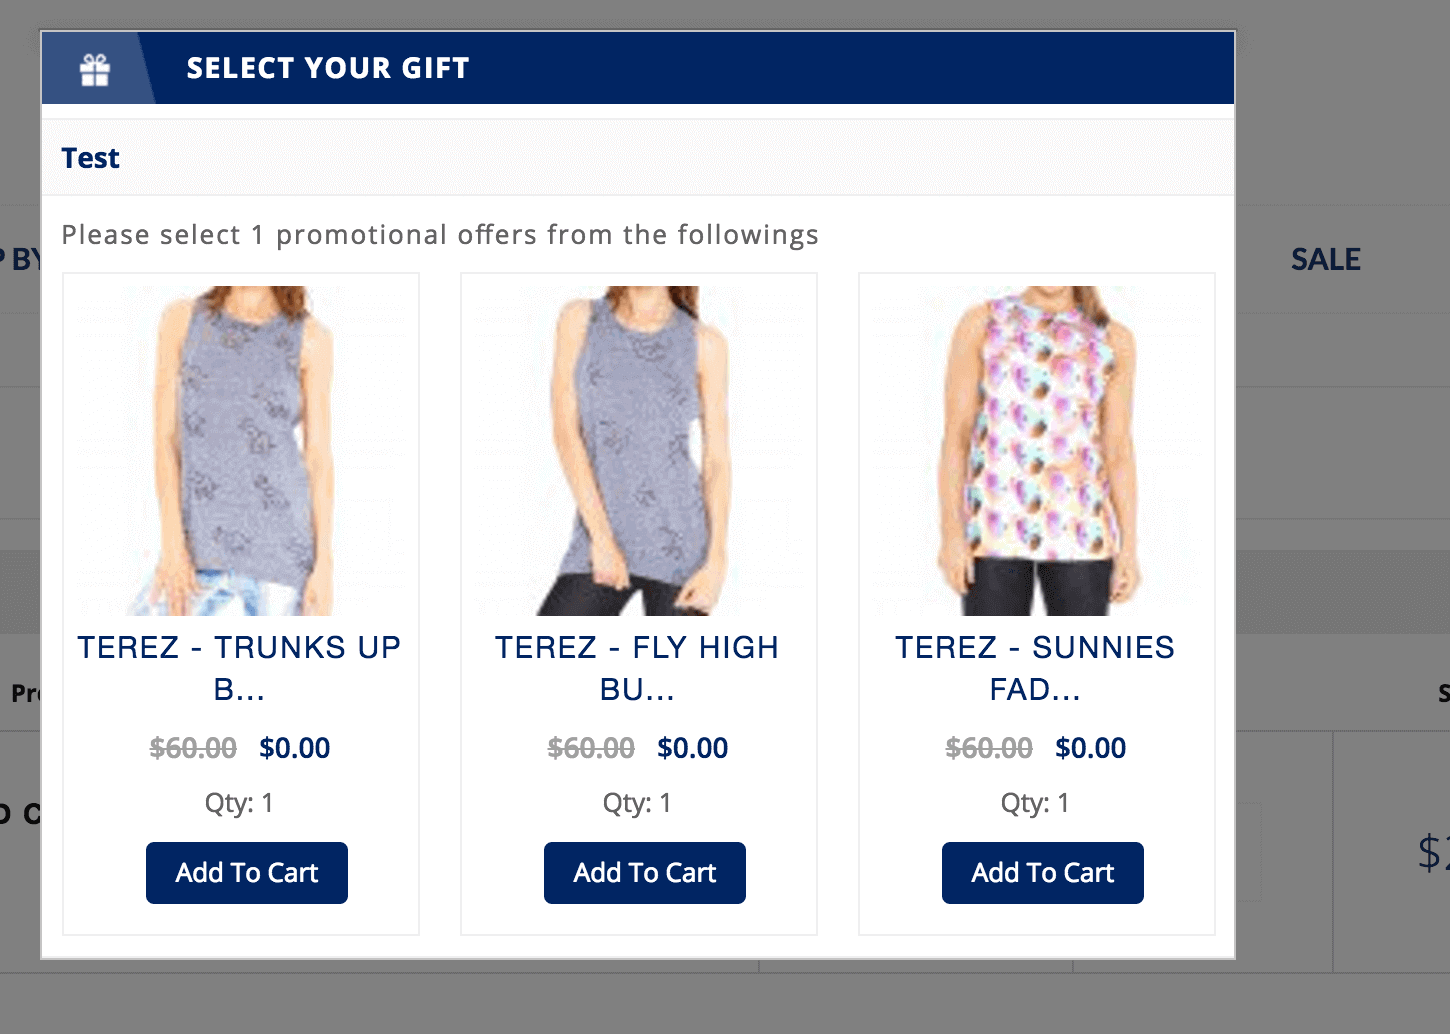 SELECT YOUR GIFT
Test
Please select 1 promotional offers from the followings
P BY
SALE
TEREZ - TRUNKS UP
B...
TEREZ - FLY HIGH
BU...
TEREZ - SUNNIES
FAD...
$60.00 $0.00
$60.00 $0.00
$60.00 $0.00
Qty: 1
Qty: 1
Qty: 1
Add To Cart
Add To Cart
Add To Cart